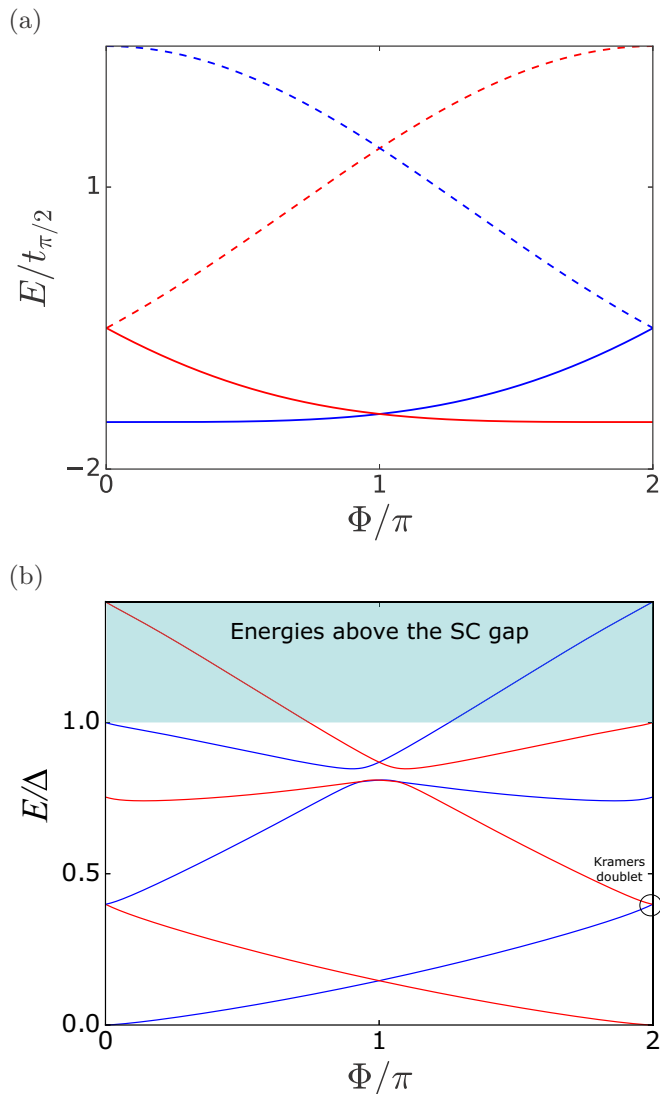 (a)
1
E/t_{π/2}
−2
0
1
2
Φ/π
(b)
Energies above the SC gap
1.0
E/Δ
Kramers
doublet
0.5
0.0
0
1
2
Φ/π